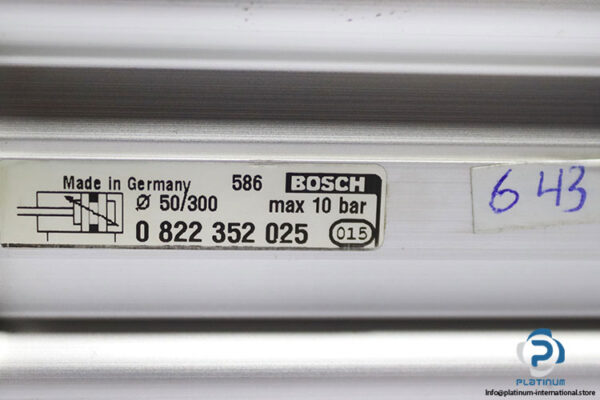 Made in Germany 586 BOSCH
Ø 50/300 max 10 bar
0 822 352 025 015
643
PLATINUM
Info@platinum-international.store